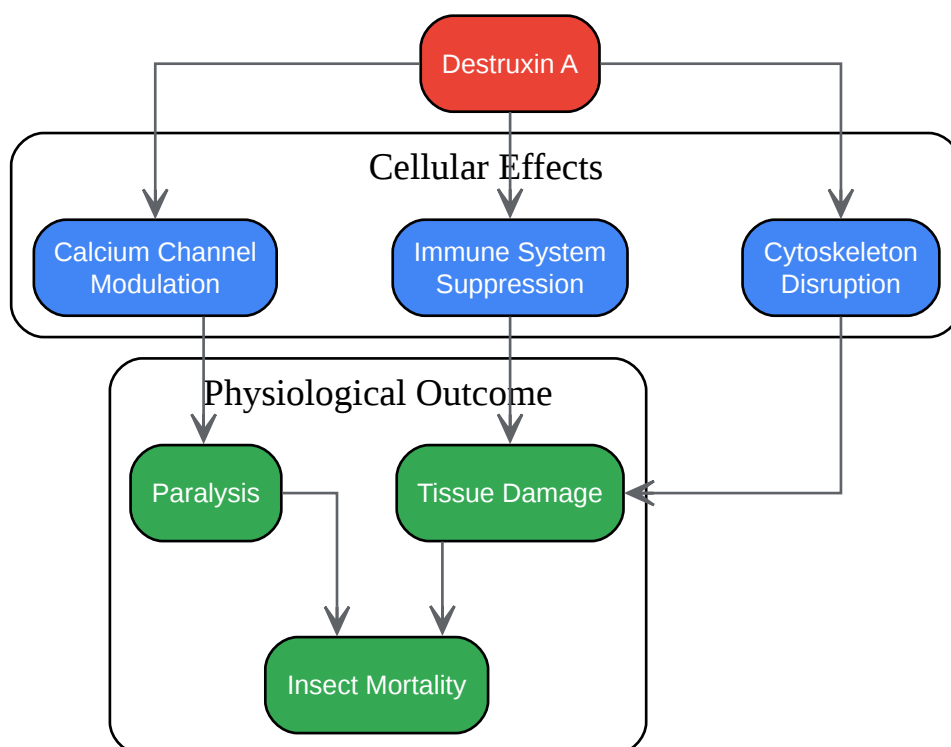 Destruxin A
Cellular Effects
Calcium Channel
Modulation
Immune System
Suppression
Cytoskeleton
Disruption
Physiological Outcome
Paralysis
Tissue Damage
Insect Mortality